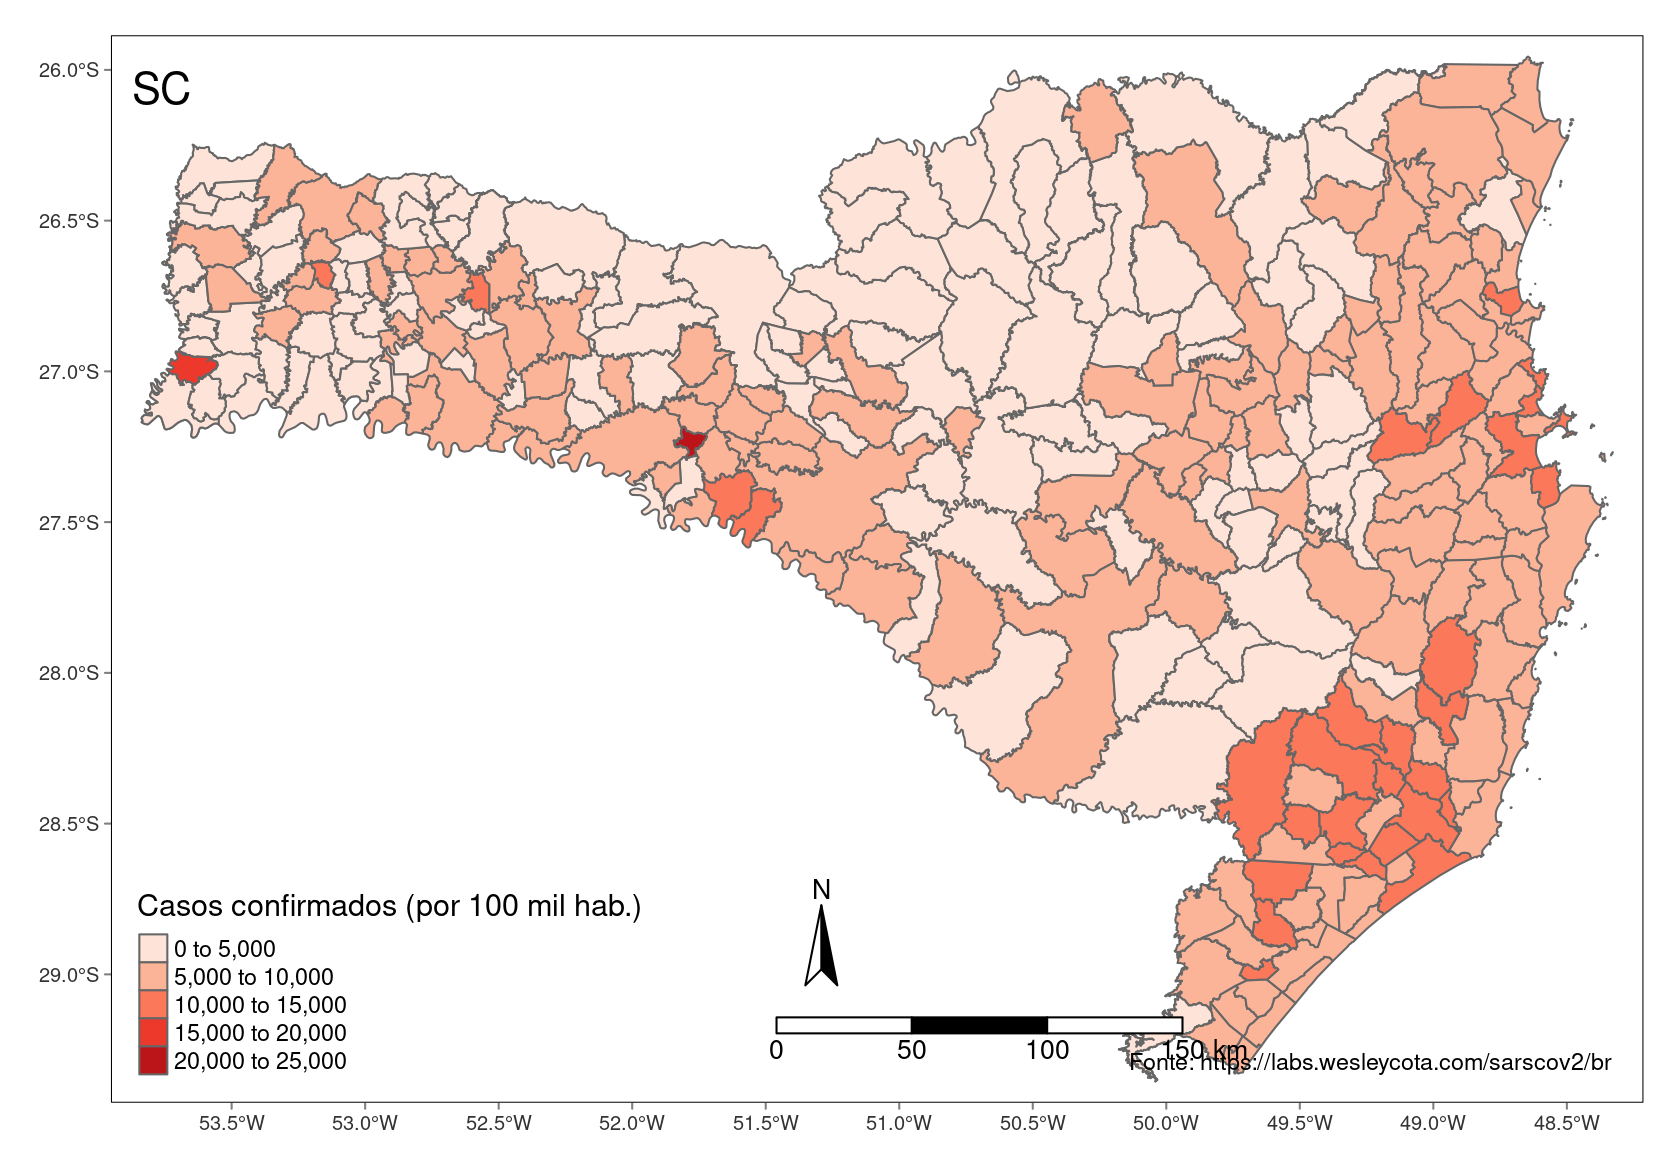 SC
26.0°S
26.5°S
27.0°S
27.5°S
28.0°S
28.5°S
29.0°S
Casos confirmados (por 100 mil hab.)
0 to 5,000
5,000 to 10,000
10,000 to 15,000
15,000 to 20,000
20,000 to 25,000
N
0 50 100 150 km
Fonte: https://labs.wesleycota.com/sarscov2/br
53.5°W 53.0°W 52.5°W 52.0°W 51.5°W 51.0°W 50.5°W 50.0°W 49.5°W 49.0°W 48.5°W